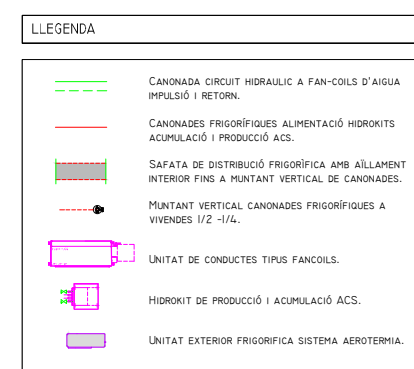 LLEGENDA
CANONADA CIRCUIT HIDRAULIC A FAN-COILS D'AIGUA
IMPULSIÓ I RETORN.
CANONADES FRIGORÍFIQUES ALIMENTACIÓ HIDROKITS
ACUMULACIÓ I PRODUCCIÓ ACS.
SAFATA DE DISTRIBUCIÓ FRIGORÌFICA AMB AÏLLAMENT
INTERIOR FINS A MUNTANT VERTICAL DE CANONADES.
MUNTANT VERTICAL CANONADES FRIGORÍFIQUES A
VIVENDES 1/2 -1/4.
UNITAT DE CONDUCTES TIPUS FANCOILS.
HIDROKIT DE PRODUCCIÓ I ACUMULACIÓ ACS.
UNITAT EXTERIOR FRIGORIFICA SISTEMA AEROTERMIA.